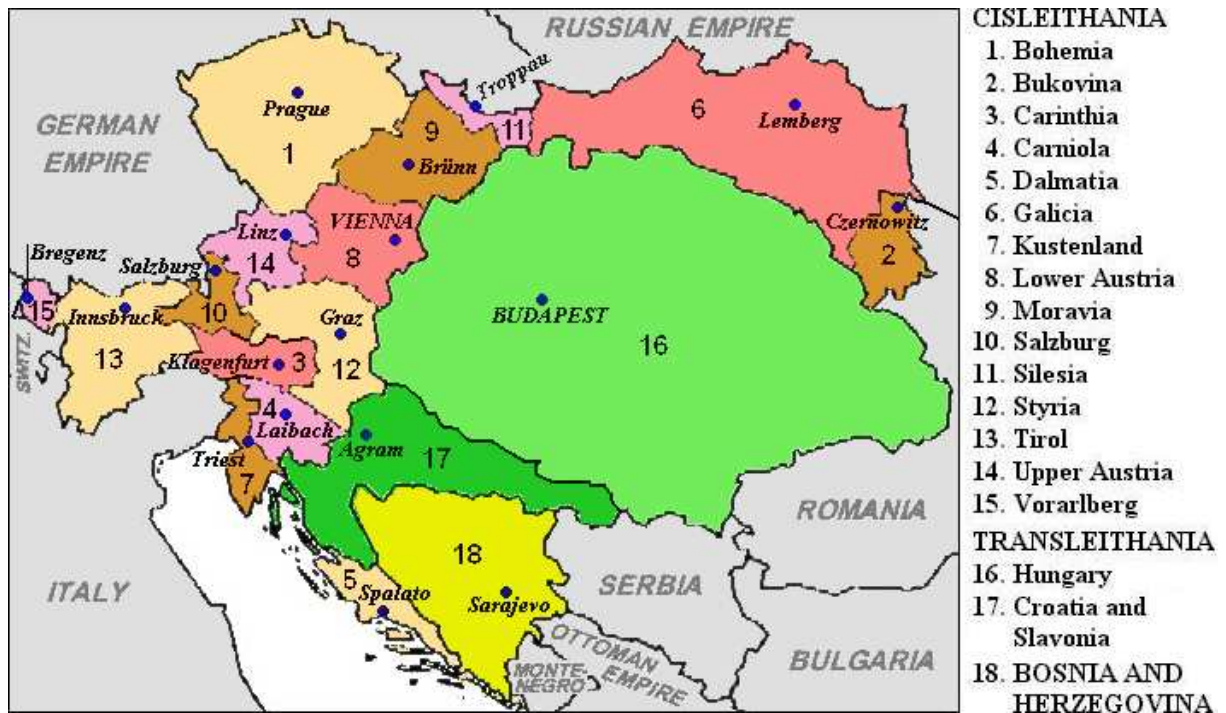 RUSSIAN EMPIRE
Troppau
Prague
6
Lemberg
GERMAN
EMPIRE
9
11
1
Brünn
Linz
VIENNA
Czernowitz
Bregenz
Salzburg
14
8
2
15
Innsbruck
10
Graz
BUDAPEST
16
SWITZ.
13
Klagenfurt
3
12
4
Laibach
Agram
17
Triest
7
ROMANIA
18
5
ITALY
Spalato
Sarajevo
SERBIA
OTTOMAN
EMPIRE
MONTE-
NEGRO
BULGARIA
CISLEITHANIA
1. Bohemia
2. Bukovina
3. Carinthia
4. Carniola
5. Dalmatia
6. Galicia
7. Kustenland
8. Lower Austria
9. Moravia
10. Salzburg
11. Silesia
12. Styria
13. Tirol
14. Upper Austria
15. Vorarlberg
TRANSLEITHANIA
16. Hungary
17. Croatia and
Slavonia
18. BOSNIA AND
HERZEGOVINA